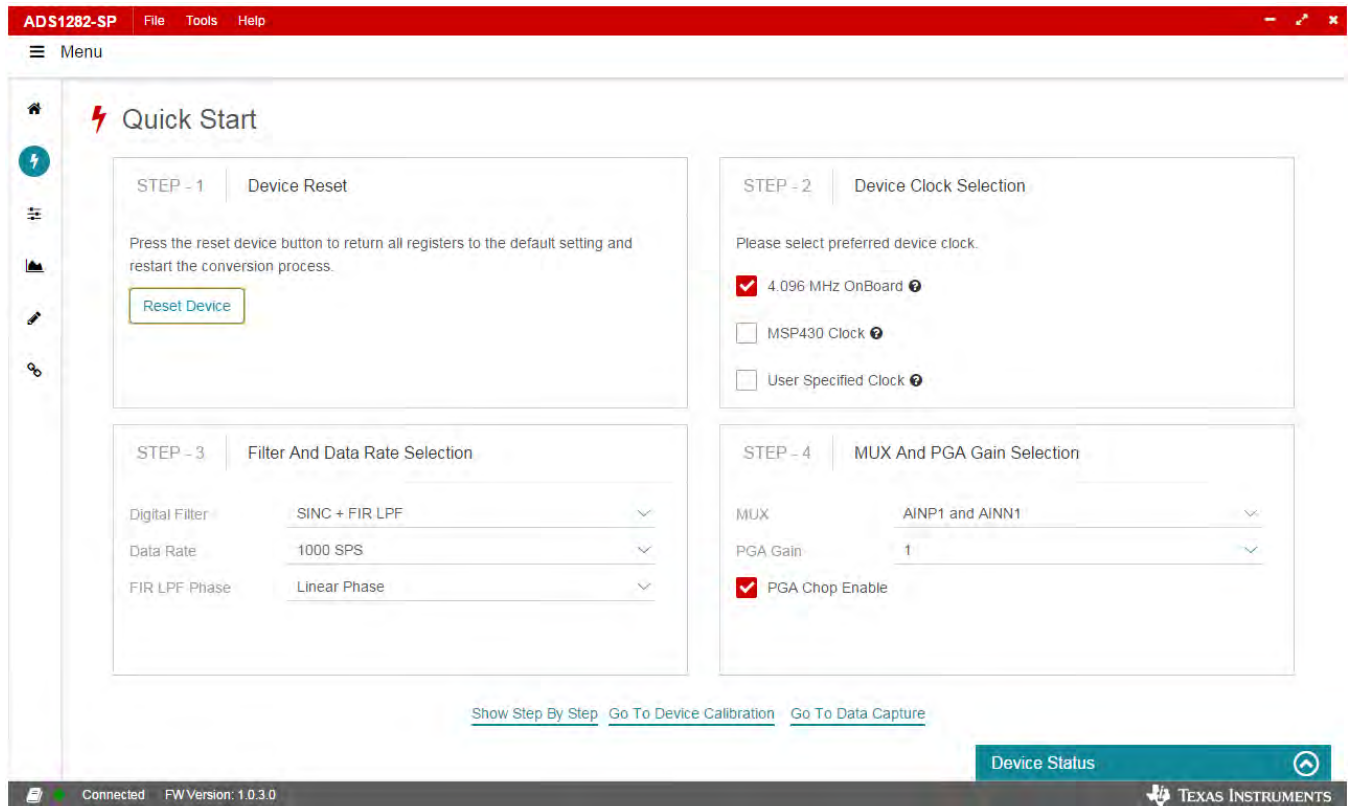 ADS1282-SP File Tools Help
Menu
Quick Start
STEP - 1 Device Reset
Press the reset device button to return all registers to the default setting and
restart the conversion process.
Reset Device
STEP - 2 Device Clock Selection
Please select preferred device clock.
4.096 MHz OnBoard
MSP430 Clock
User Specified Clock
STEP - 3 Filter And Data Rate Selection
Digital Filter SINC + FIR LPF
Data Rate 1000 SPS
FIR LPF Phase Linear Phase
STEP - 4 MUX And PGA Gain Selection
MUX AINP1 and AINN1
PGA Gain 1
PGA Chop Enable
Show Step By Step Go To Device Calibration Go To Data Capture
Device Status
Connected FW Version: 1.0.3.0 TEXAS INSTRUMENTS